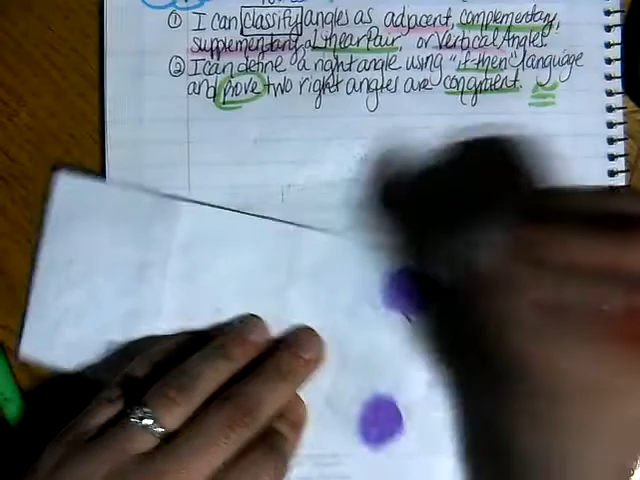 ① I can classify angles as adjacent, complementary,
supplementary, a Linear Pair, or Vertical Angles.
② I can define a right angle using "if-then" language
and prove two right angles are congruent.